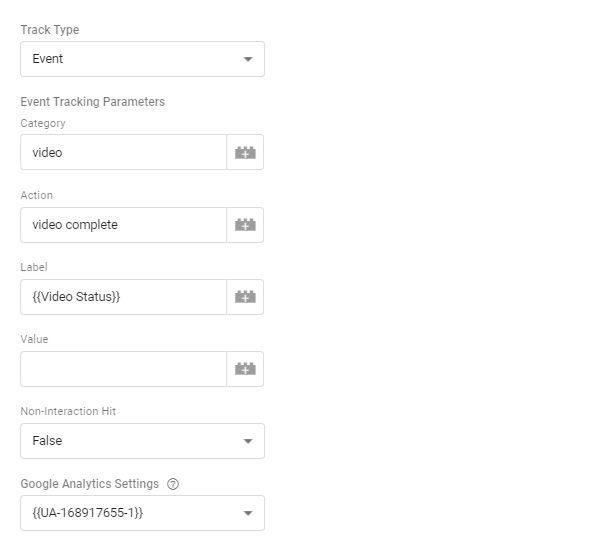 Track Type
Event
Event Tracking Parameters
Category
video
Action
video complete
Label
{{Video Status}}
Value
Non-Interaction Hit
False
Google Analytics Settings
{{UA-168917655-1}}